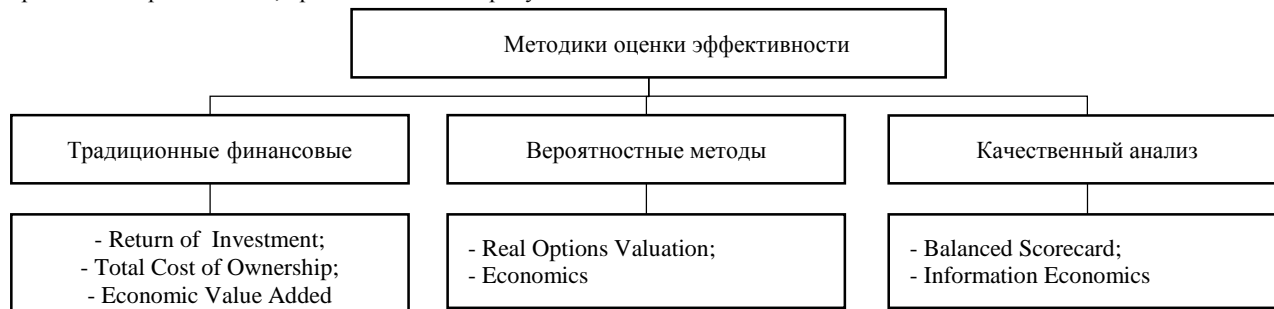 Методики оценки эффективности
Традиционные финансовые
Вероятностные методы
Качественный анализ
- Return of Investment;
- Total Cost of Ownership;
- Economic Value Added
- Real Options Valuation;
- Economics
- Balanced Scorecard;
- Information Economics